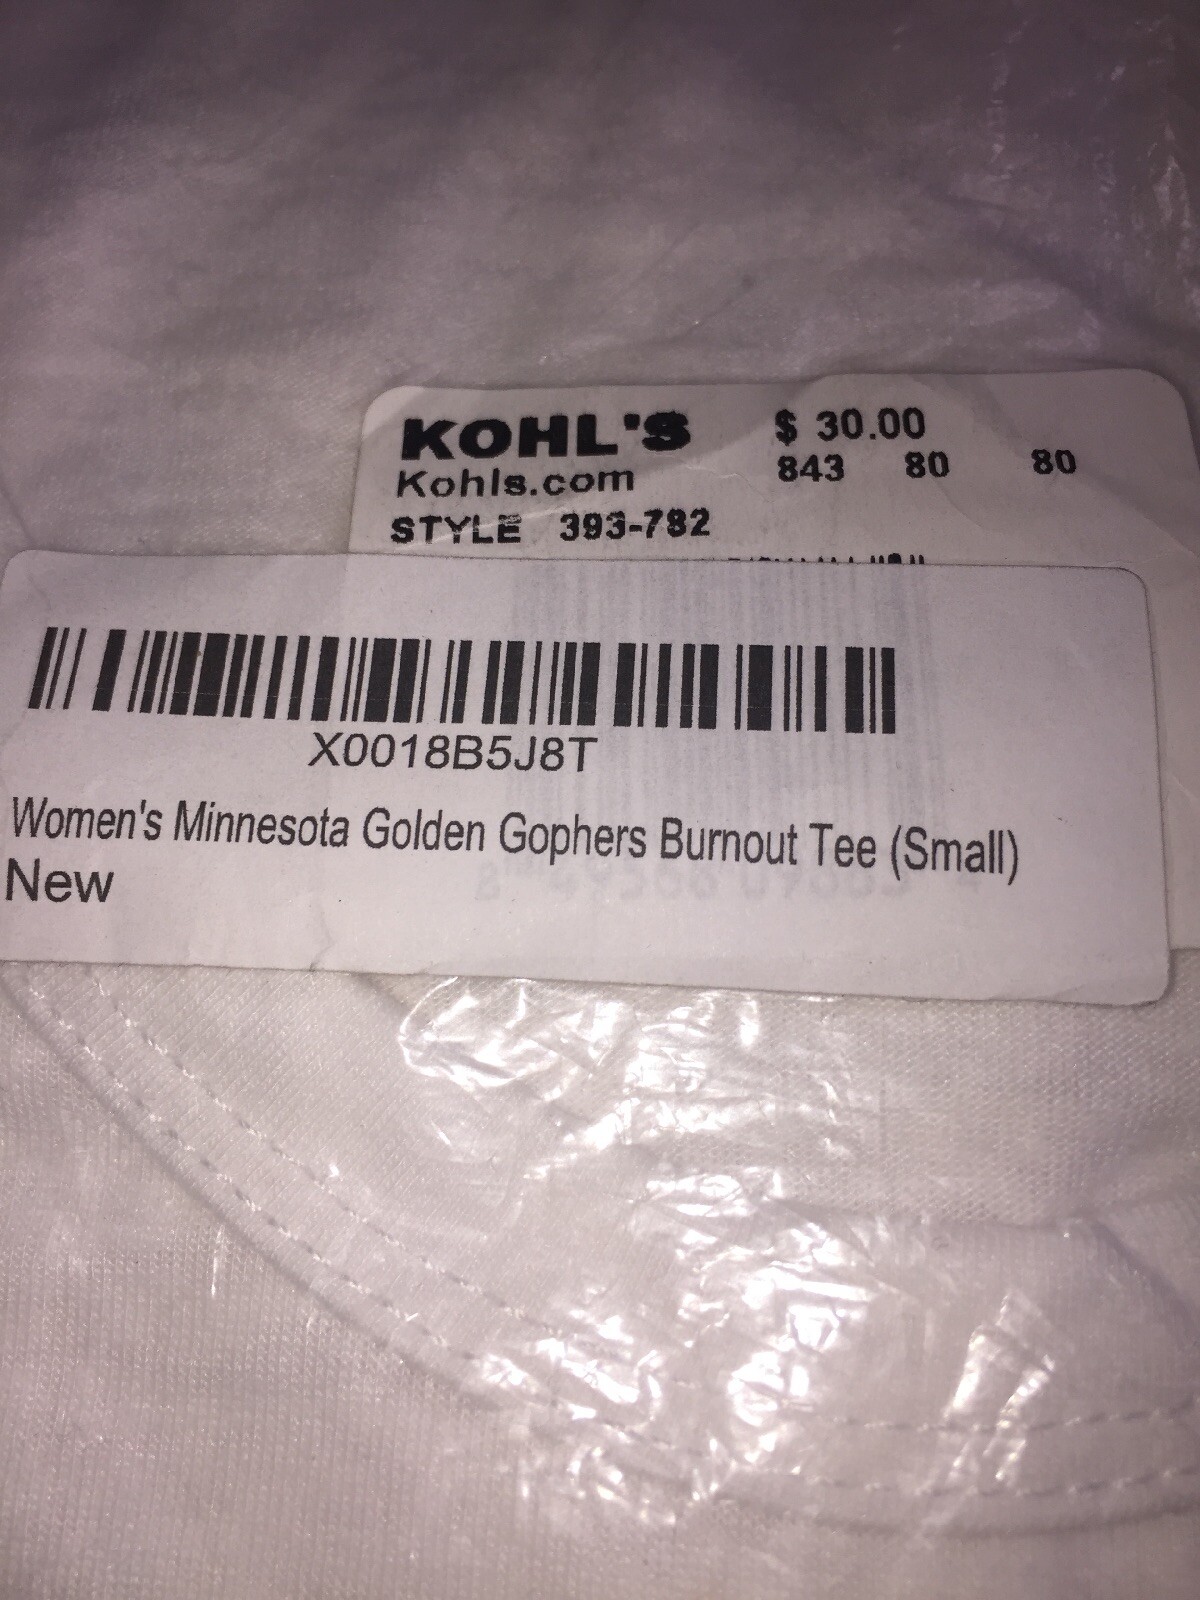 KOHL'S $ 30.00
Kohls.com 843 80 80
STYLE 393-782
X0018B5J8T
Women's Minnesota Golden Gophers Burnout Tee (Small)
New